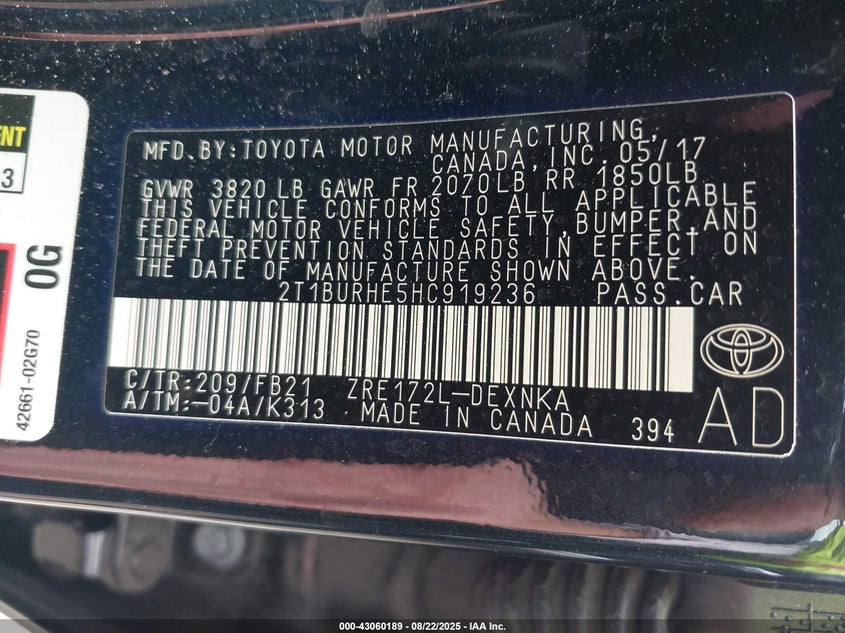 ENT
3
0G
42661-02G70
MFD.BY:TOYOTA MOTOR MANUFACTURING,
CANADA,INC.05/17
GVWR 3820 LB GAWR FR 2070LB RR 1850LB
THIS VEHICLE CONFORMS TO ALL APPLICABLE
FEDERAL MOTOR VEHICLE SAFETY,BUMPER,AND
THEFT PREVENTION STANDARDS IN EFFECT ON
THE DATE OF MANUFACTURE SHOWN ABOVE.
2T1BURHE5HC919236 PASS.CAR
C/TR:209/FB21 ZRE172L-DEXNKA
A/TM:-04A/K313 MADE IN CANADA 394
AD
000-43060189 - 08/22/2025 - IAA Inc.